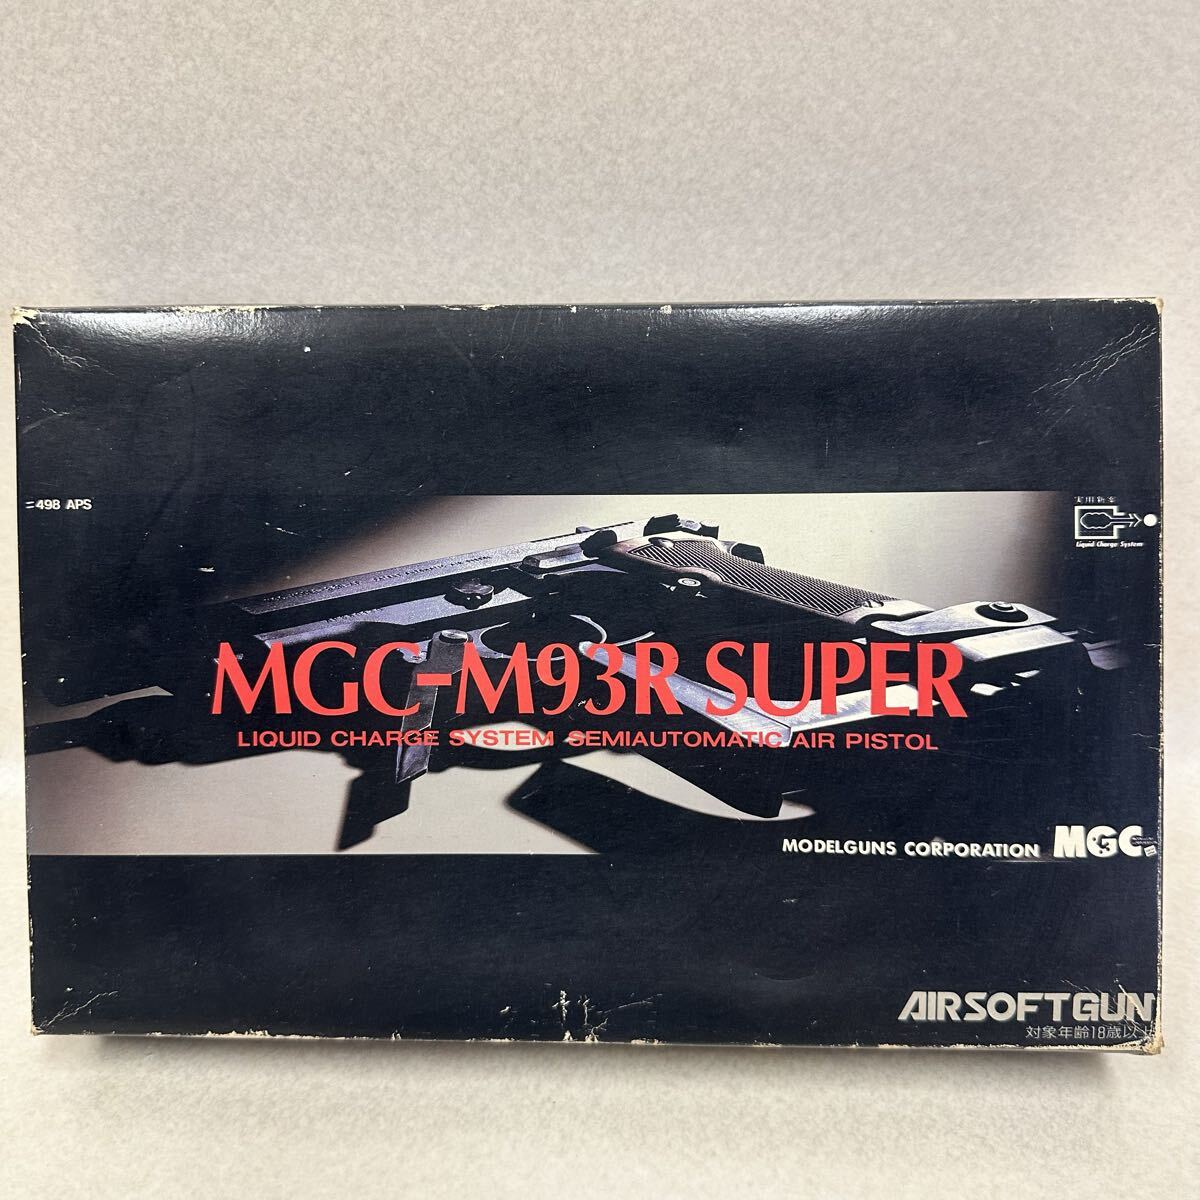 =498 APS
実用新案
Liquid Charge System
MGC-M93R SUPER
LIQUID CHARGE SYSTEM SEMIAUTOMATIC AIR PISTOL
MODELGUNS CORPORATION MGC
AIRSOFTGUN
対象年齢18歳以上